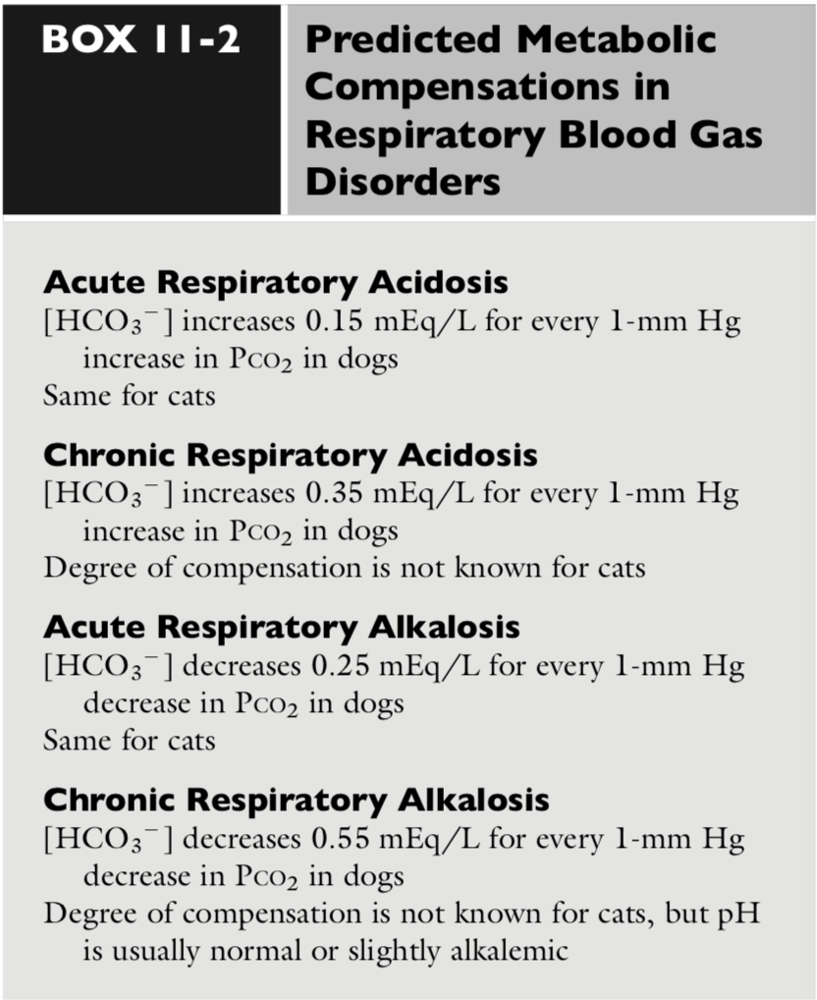 BOX 11-2
Predicted Metabolic
Compensations in
Respiratory Blood Gas
Disorders
Acute Respiratory Acidosis
[HCO₃⁻] increases 0.15 mEq/L for every 1-mm Hg
increase in PCO₂ in dogs
Same for cats
Chronic Respiratory Acidosis
[HCO₃⁻] increases 0.35 mEq/L for every 1-mm Hg
increase in PCO₂ in dogs
Degree of compensation is not known for cats
Acute Respiratory Alkalosis
[HCO₃⁻] decreases 0.25 mEq/L for every 1-mm Hg
decrease in PCO₂ in dogs
Same for cats
Chronic Respiratory Alkalosis
[HCO₃⁻] decreases 0.55 mEq/L for every 1-mm Hg
decrease in PCO₂ in dogs
Degree of compensation is not known for cats, but pH
is usually normal or slightly alkalemic